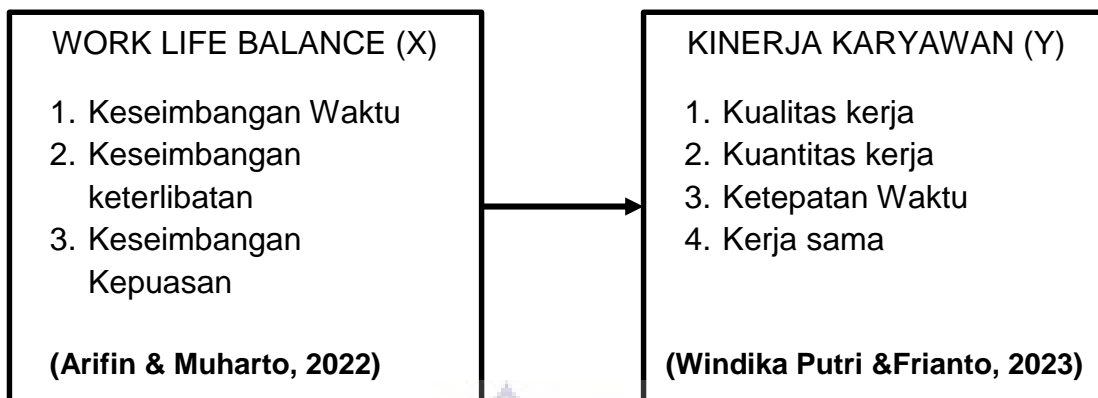 WORK LIFE BALANCE (X)
1. Keseimbangan Waktu
2. Keseimbangan
keterlibatan
3. Keseimbangan
Kepuasan
(Arifin & Muharto, 2022)
KINERJA KARYAWAN (Y)
1. Kualitas kerja
2. Kuantitas kerja
3. Ketepatan Waktu
4. Kerja sama
(Windika Putri &Frianto, 2023)